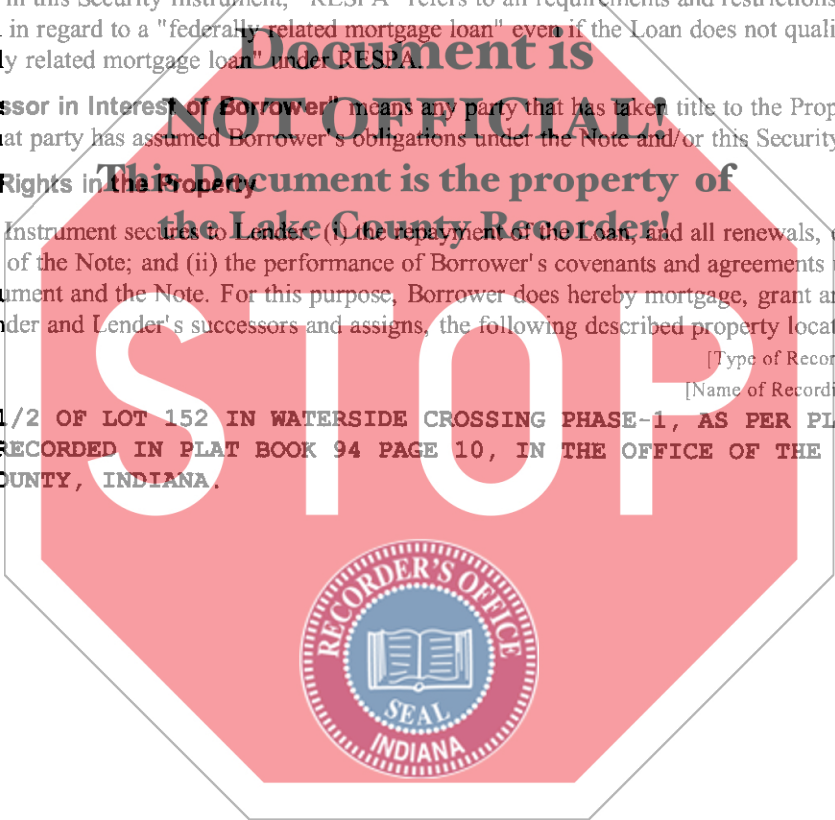 in this Security Instrument, "RESPA" refers to all requirements and restrictions
in regard to a "federally related mortgage loan" even if the Loan does not quali
y related mortgage loan" under RESPA.
Document is
ssor in Interest of Borrower" means any party that has taken title to the Prop
NOT OFFICIAL!
at party has assumed Borrower's obligations under the Note and/or this Security
Rights in the Property
This Document is the property of
the Lake County Recorder!
Instrument secures to Lender: (i) the repayment of the Loan, and all renewals,
of the Note; and (ii) the performance of Borrower's covenants and agreements
ument and the Note. For this purpose, Borrower does hereby mortgage, grant a
der and Lender's successors and assigns, the following described property locat
[Type of Recor
[Name of Recordi
STOP
1/2 OF LOT 152 IN WATERSIDE CROSSING PHASE-1, AS PER PL
RECORDED IN PLAT BOOK 94 PAGE 10, IN THE OFFICE OF THE
OUNTY, INDIANA.
RECORDER'S OFFICE
SEAL
INDIANA